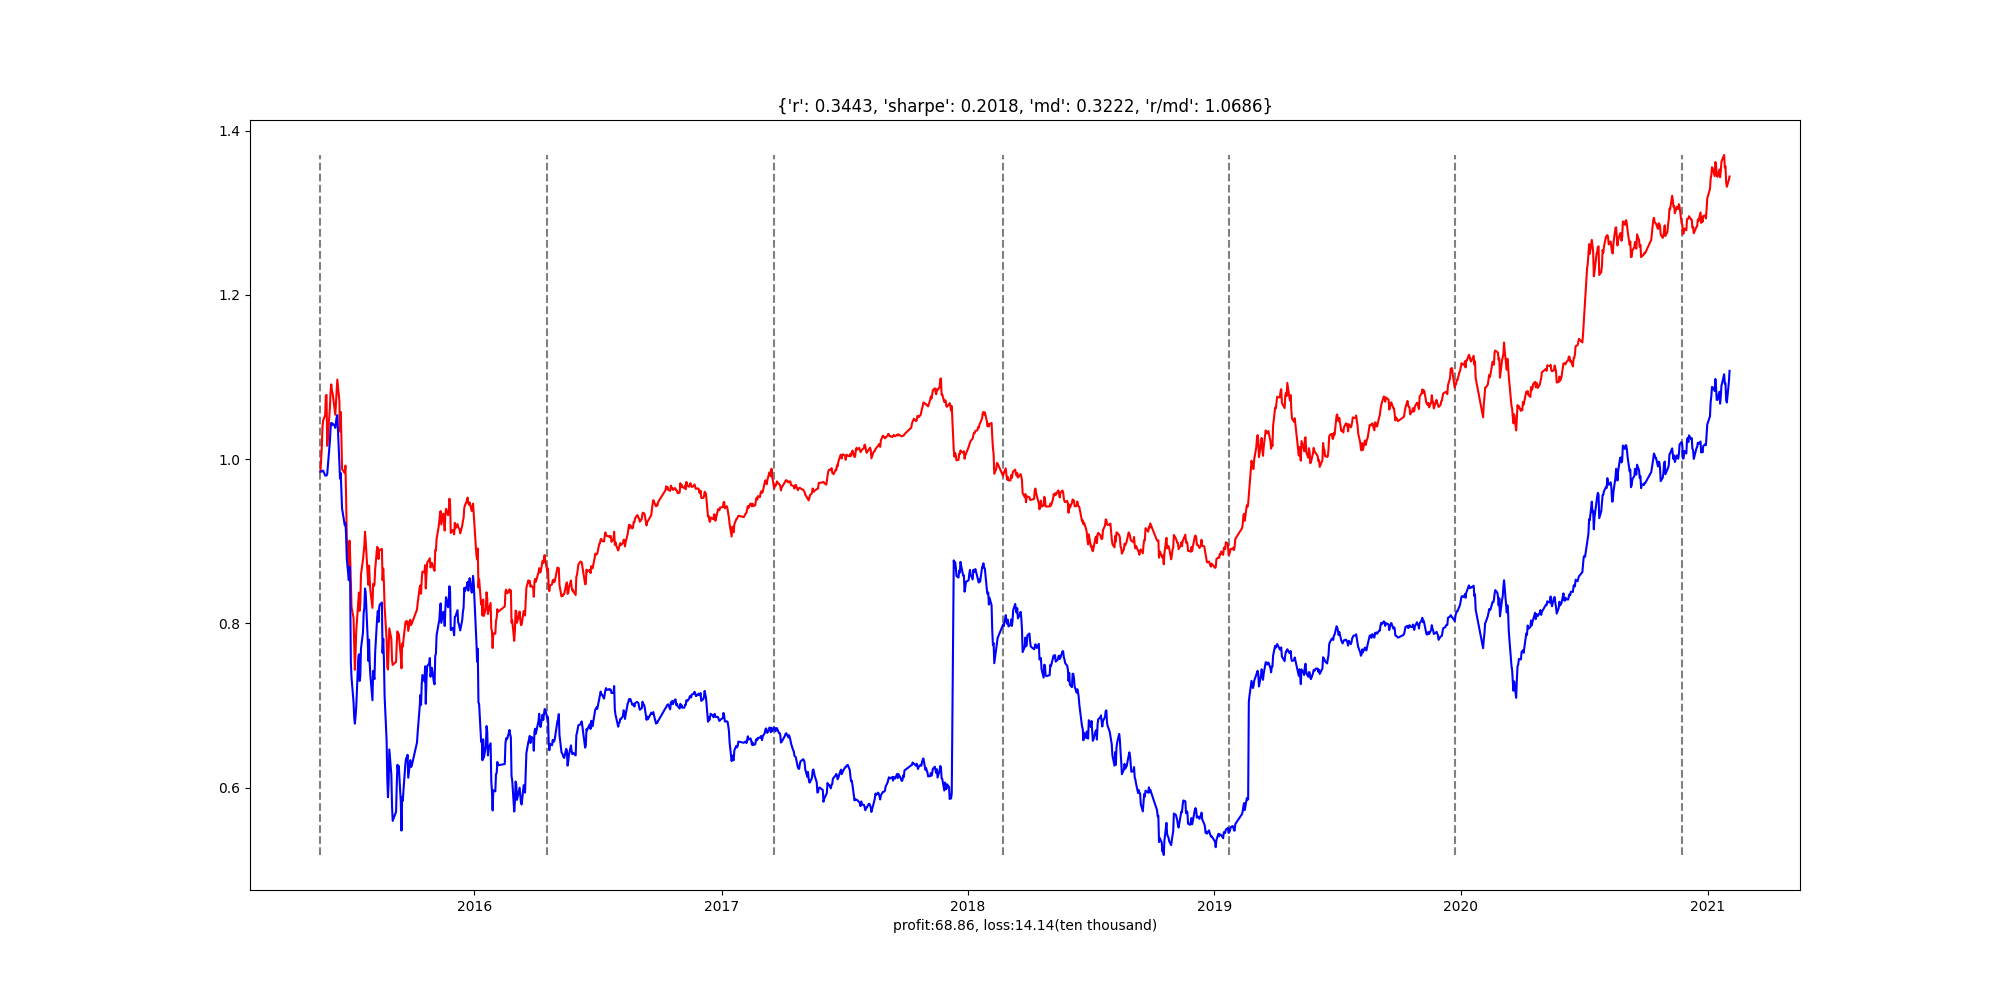 {'r': 0.3443, 'sharpe': 0.2018, 'md': 0.3222, 'r/md': 1.0686}
1.4
1.2
1.0
0.8
0.6
2016 2017 2018 2019 2020 2021
profit:68.86, loss:14.14(ten thousand)